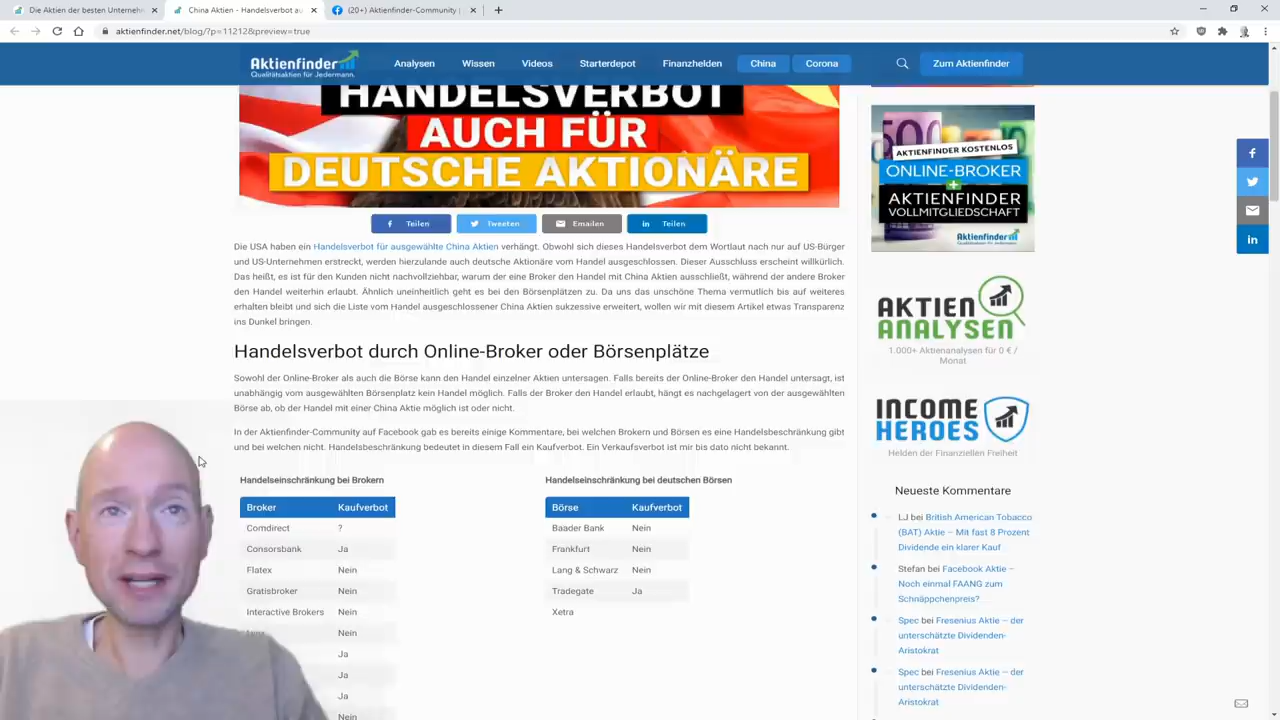 Die Aktien der besten Unterneh
China Aktien - Handelsverbot au
(20+) Aktienfinder-Community |
aktienfinder.net/blog/?p=11212&preview=true
Aktienfinder
Qualitätsaktien für Jedermann.
Analysen
Wissen
Videos
Starterdepot
Finanzhelden
China
Corona
Zum Aktienfinder
HANDELSVERBOT
AUCH FÜR
DEUTSCHE AKTIONÄRE
Teilen
Tweeten
Emailen
Teilen
Die USA haben ein Handelsverbot für ausgewählte China Aktien verhängt. Obwohl sich dieses Handelsverbot dem Wortlaut nach nur auf US-Bürger
und US-Unternehmen erstreckt, werden hierzulande auch deutsche Aktionäre vom Handel ausgeschlossen. Dieser Ausschluss erscheint willkürlich.
Das heißt, es ist für den Kunden nicht nachvollziehbar, warum der eine Broker den Handel mit China Aktien ausschließt, während der andere Broker
den Handel weiterhin erlaubt. Ähnlich uneinheitlich geht es bei den Börsenplätzen zu. Da uns das unschöne Thema vermutlich bis auf weiteres
erhalten bleibt und sich die Liste vom Handel ausgeschlossener China Aktien sukzessive erweitert, wollen wir mit diesem Artikel etwas Transparenz
ins Dunkel bringen.
Handelsverbot durch Online-Broker oder Börsenplätze
Sowohl der Online-Broker als auch die Börse kann den Handel einzelner Aktien untersagen. Falls bereits der Online-Broker den Handel untersagt, ist
unabhängig vom ausgewählten Börsenplatz kein Handel möglich. Falls der Broker den Handel erlaubt, hängt es nachgelagert von der ausgewählten
Börse ab, ob der Handel mit einer China Aktie möglich ist oder nicht.
In der Aktienfinder-Community auf Facebook gab es bereits einige Kommentare, bei welchen Brokern und Börsen es eine Handelsbeschränkung gibt
und bei welchen nicht. Handelsbeschränkung bedeutet in diesem Fall ein Kaufverbot. Ein Verkaufsverbot ist mir bis dato nicht bekannt.
Handelseinschränkung bei Brokern
Broker Kaufverbot
Comdirect ?
Consorsbank Ja
Flatex Nein
Gratisbroker Nein
Interactive Brokers Nein
Nein
Ja
Ja
Ja
Nein
Handelseinschränkung bei deutschen Börsen
Börse Kaufverbot
Baader Bank Nein
Frankfurt Nein
Lang & Schwarz Nein
Tradegate Ja
Xetra
500
AKTIENFINDER KOSTENLOS
ONLINE-BROKER
+
AKTIENFINDER
VOLLMITGLIEDSCHAFT
Aktienfinder
AKTIEN
ANALYSEN
1.000+ Aktienanalysen für 0 € /
Monat
INCOME
HEROES
Helden der Finanziellen Freiheit
Neueste Kommentare
LJ bei British American Tobacco
(BAT) Aktie – Mit fast 8 Prozent
Dividende ein klarer Kauf
Stefan bei Facebook Aktie –
Noch einmal FAANG zum
Schnäppchenpreis?
Spec bei Fresenius Aktie – der
unterschätzte Dividenden-
Aristokrat
Spec bei Fresenius Aktie – der
unterschätzte Dividenden-
Aristokrat